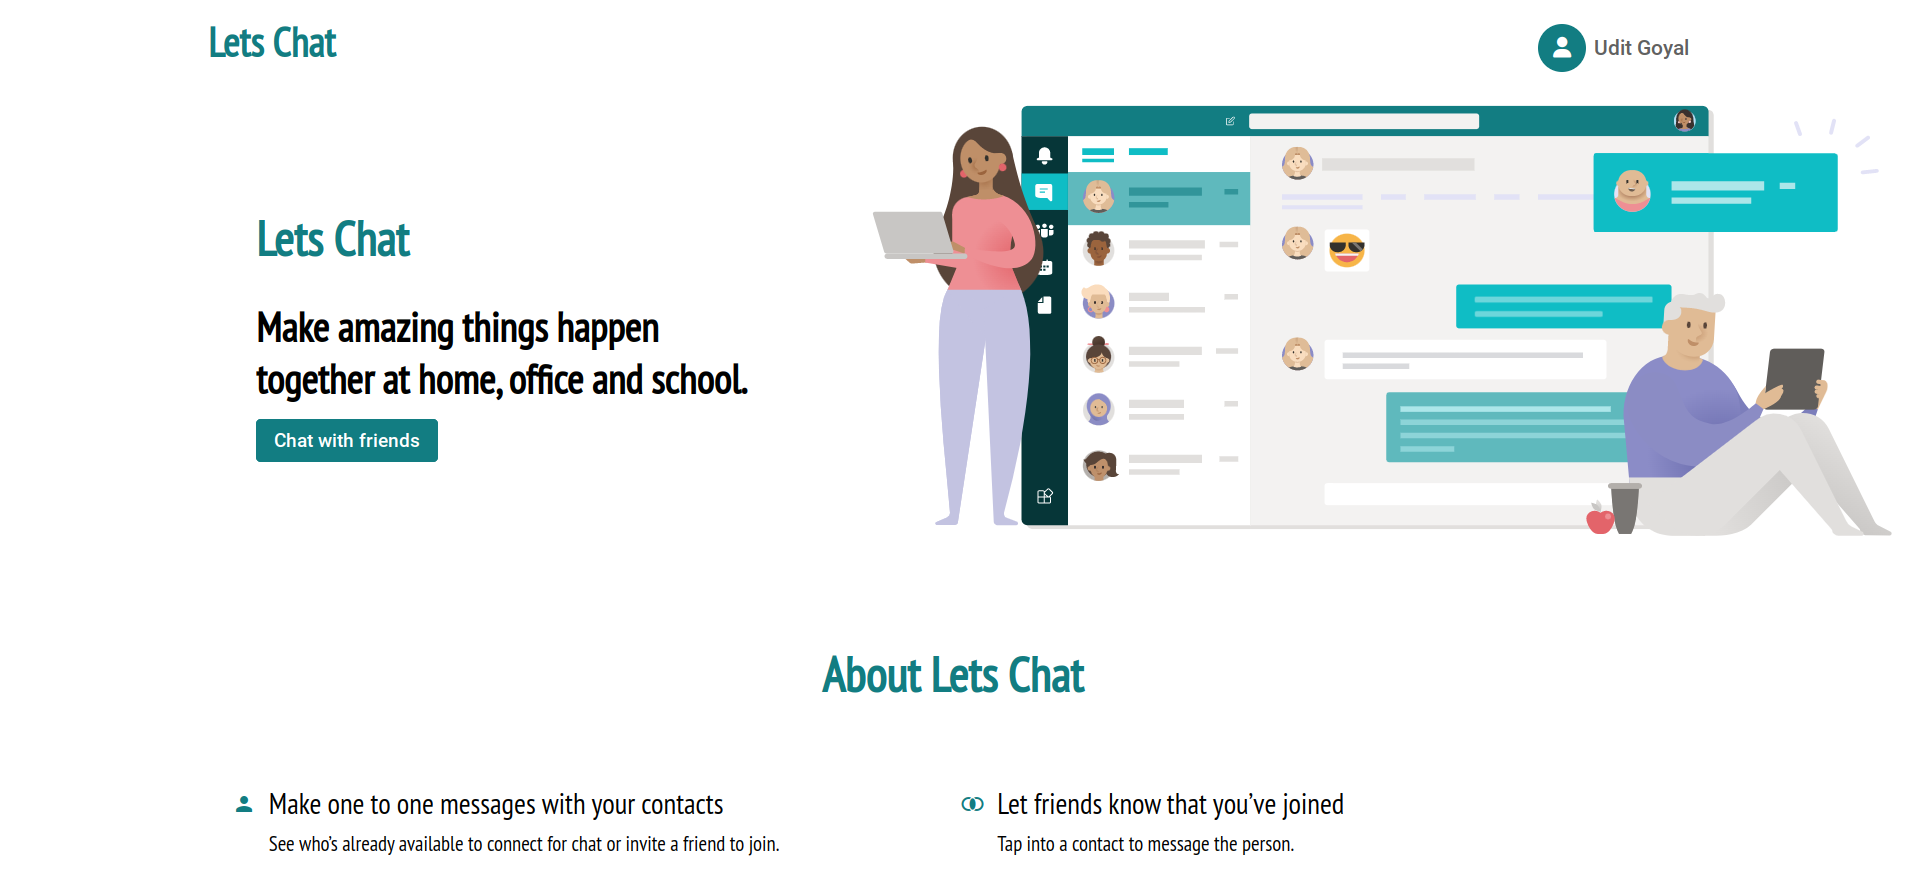 Lets Chat
Udit Goyal
Lets Chat
Make amazing things happen
together at home, office and school.
Chat with friends
About Lets Chat
Make one to one messages with your contacts
See who's already available to connect for chat or invite a friend to join.
Let friends know that you've joined
Tap into a contact to message the person.